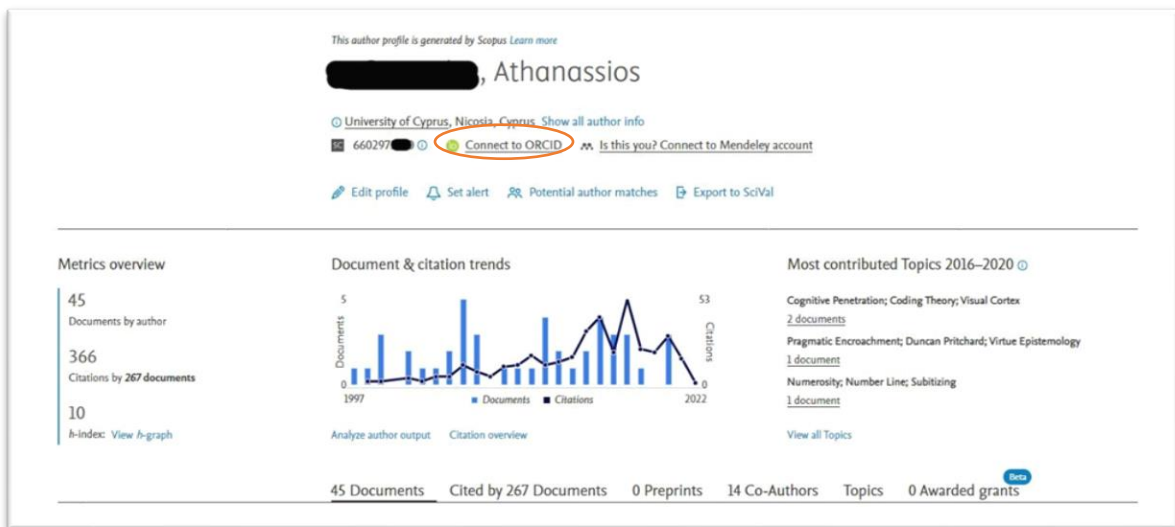 This author profile is generated by Scopus Learn more
, Athanassios
University of Cyprus, Nicosia, Cyprus Show all author info
SC 660297 iD Connect to ORCID Is this you? Connect to Mendeley account
Edit profile Set alert Potential author matches Export to SciVal
Metrics overview
45
Documents by author
366
Citations by 267 documents
10
h-index: View h-graph
Document & citation trends
5 53
Documents
Citations
0 0
1997 Documents Citations 2022
Analyze author output Citation overview
Most contributed Topics 2016–2020
Cognitive Penetration; Coding Theory; Visual Cortex
2 documents
Pragmatic Encroachment; Duncan Pritchard; Virtue Epistemology
1 document
Numerosity; Number Line; Subitizing
1 document
View all Topics
Beta
45 Documents Cited by 267 Documents 0 Preprints 14 Co-Authors Topics 0 Awarded grants